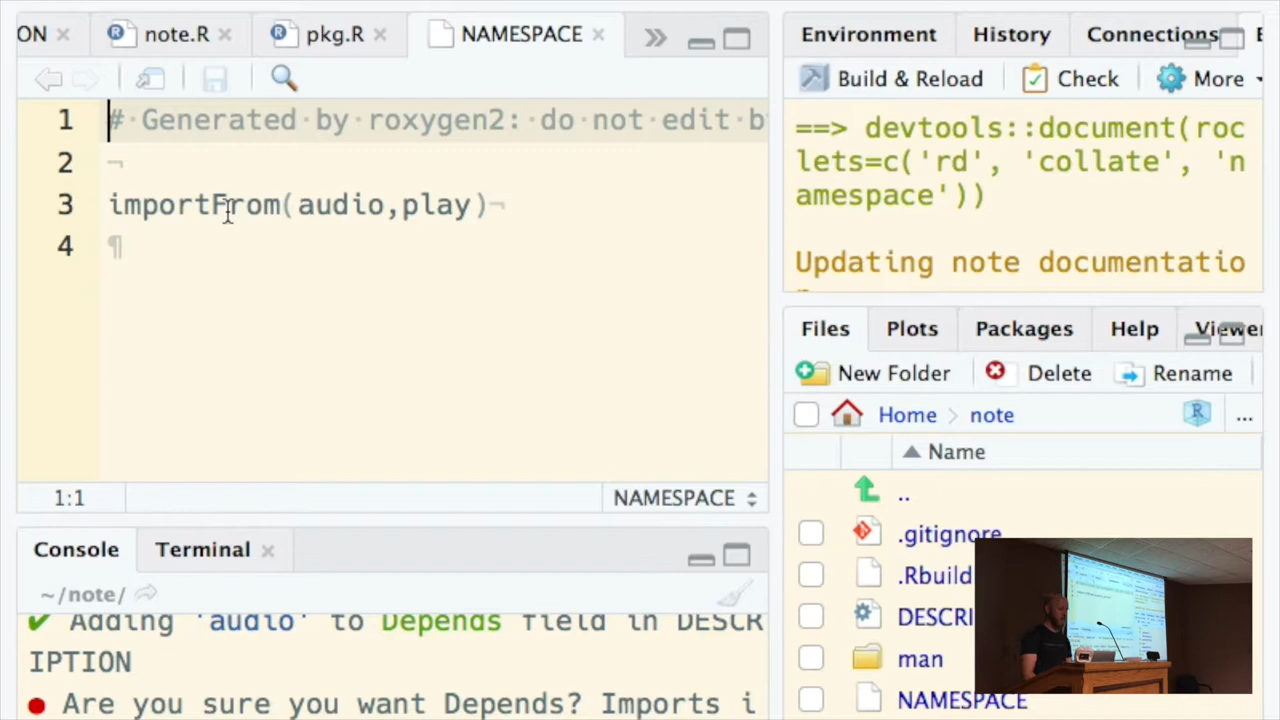 ON
note.R
pkg.R
NAMESPACE
1 # Generated by roxygen2: do not edit b
2
3 importFrom(audio,play)
4
1:1
NAMESPACE
Console
Terminal
~/note/
✔ Adding 'audio' to Depends field in DESCR
IPTION
● Are you sure you want Depends? Imports i
Environment
History
Connections
Build & Reload
Check
More
==> devtools::document(roc
lets=c('rd', 'collate', 'n
amespace'))
Updating note documentatio
Files
Plots
Packages
Help
Viewer
New Folder
Delete
Rename
Home > note
...
Name
..
.gitignore
.Rbuild
DESCRI
man
NAMESPACE